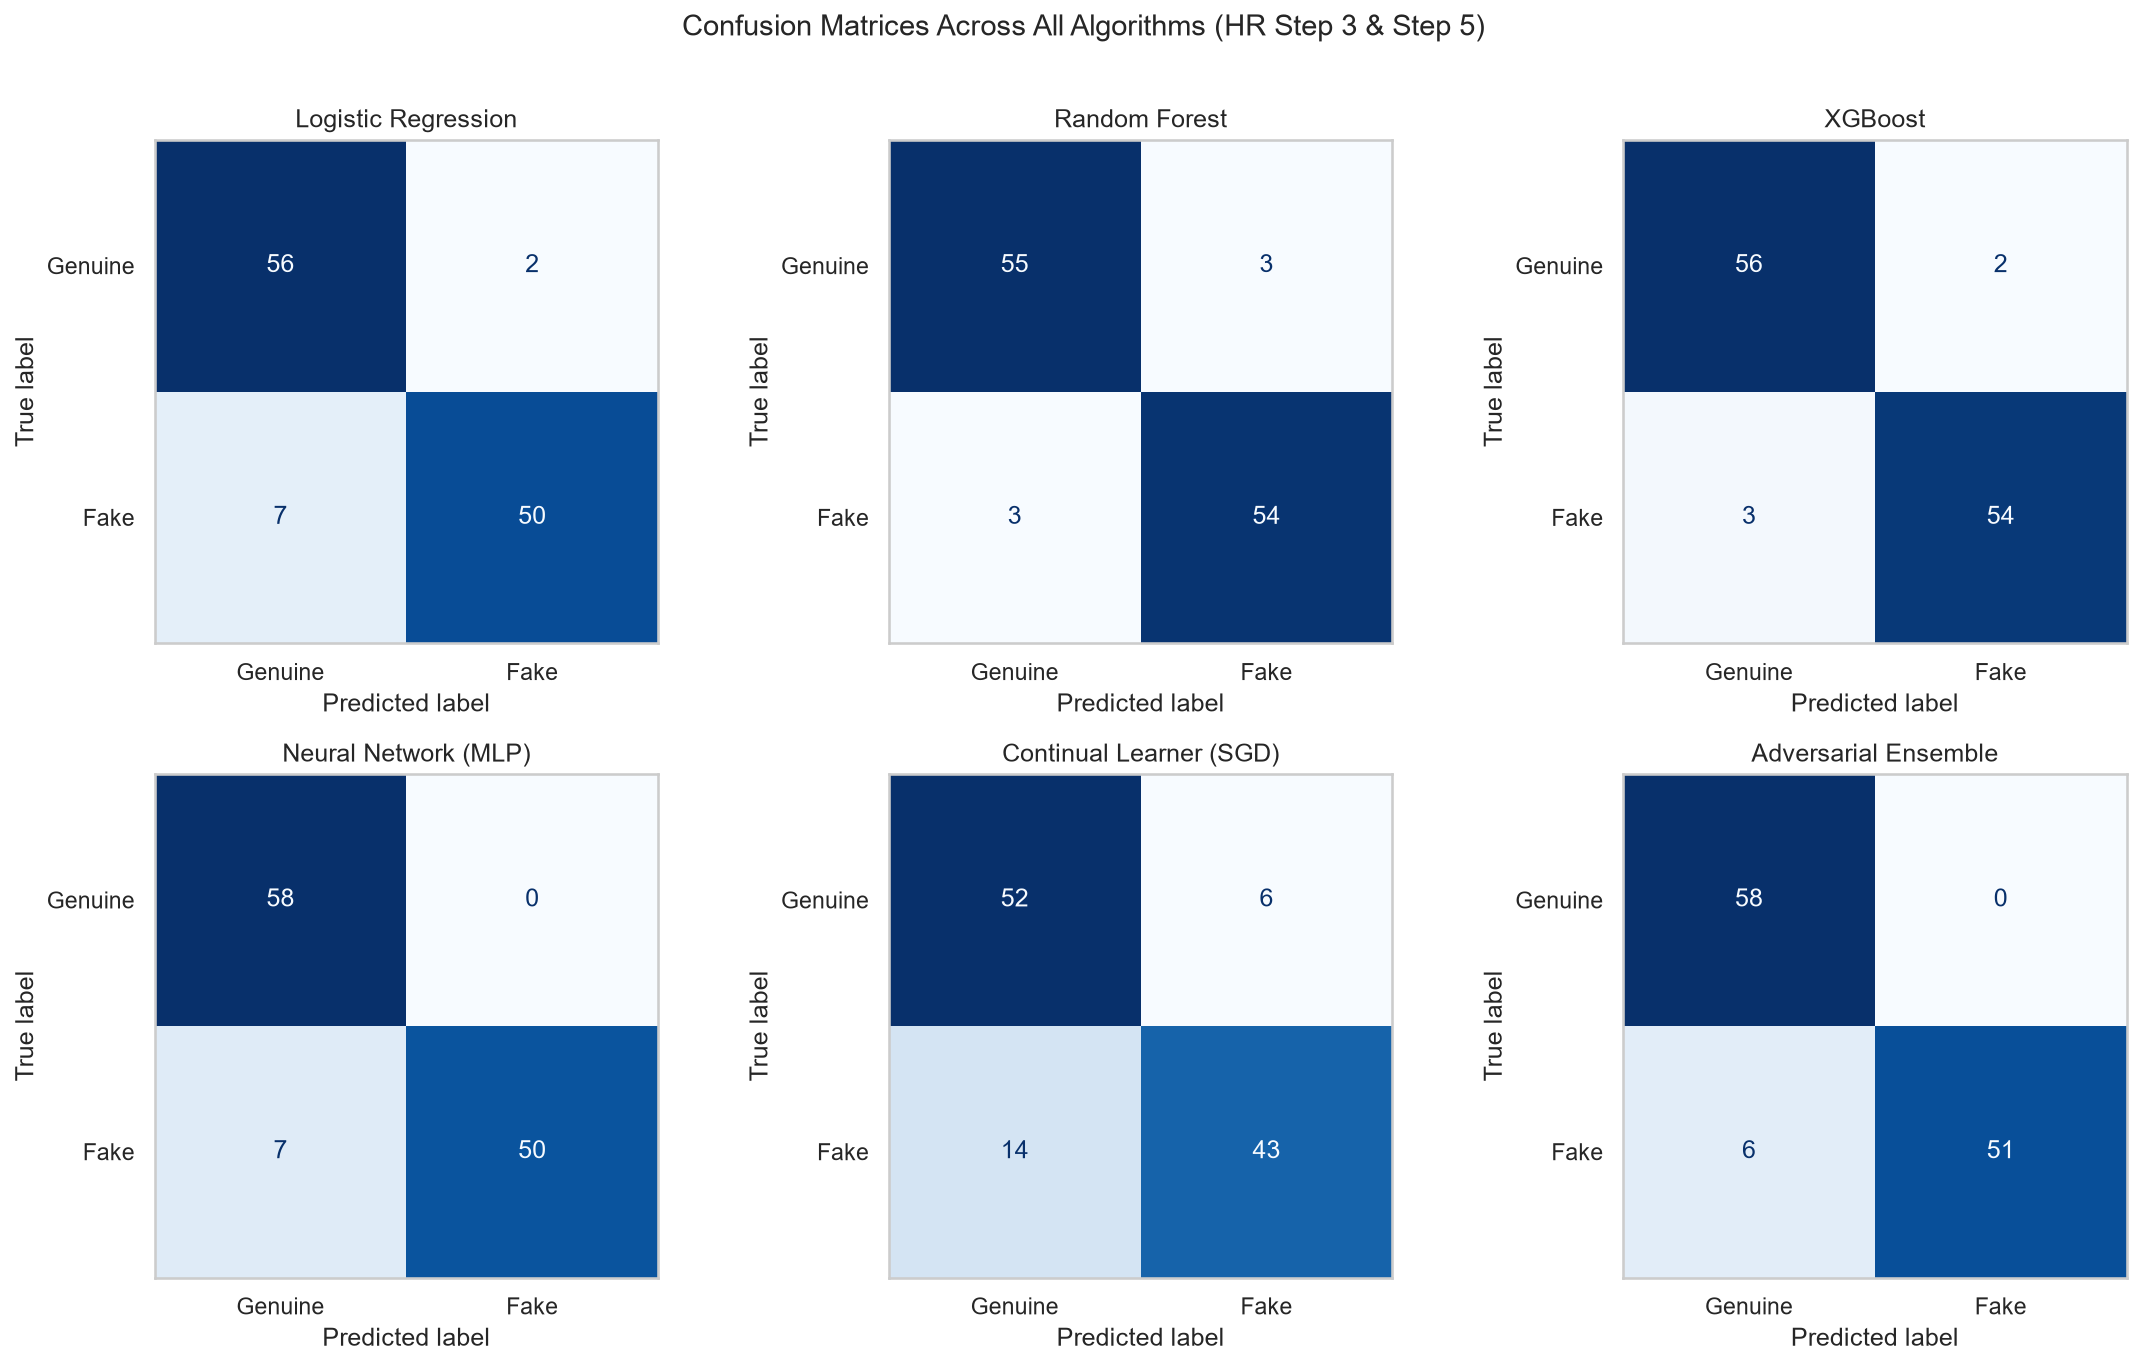 Confusion Matrices Across All Algorithms (HR Step 3 & Step 5)
Logistic Regression
True label
Genuine
56
2
Fake
7
50
Genuine
Fake
Predicted label
Random Forest
True label
Genuine
55
3
Fake
3
54
Genuine
Fake
Predicted label
XGBoost
True label
Genuine
56
2
Fake
3
54
Genuine
Fake
Predicted label
Neural Network (MLP)
True label
Genuine
58
0
Fake
7
50
Genuine
Fake
Predicted label
Continual Learner (SGD)
True label
Genuine
52
6
Fake
14
43
Genuine
Fake
Predicted label
Adversarial Ensemble
True label
Genuine
58
0
Fake
6
51
Genuine
Fake
Predicted label